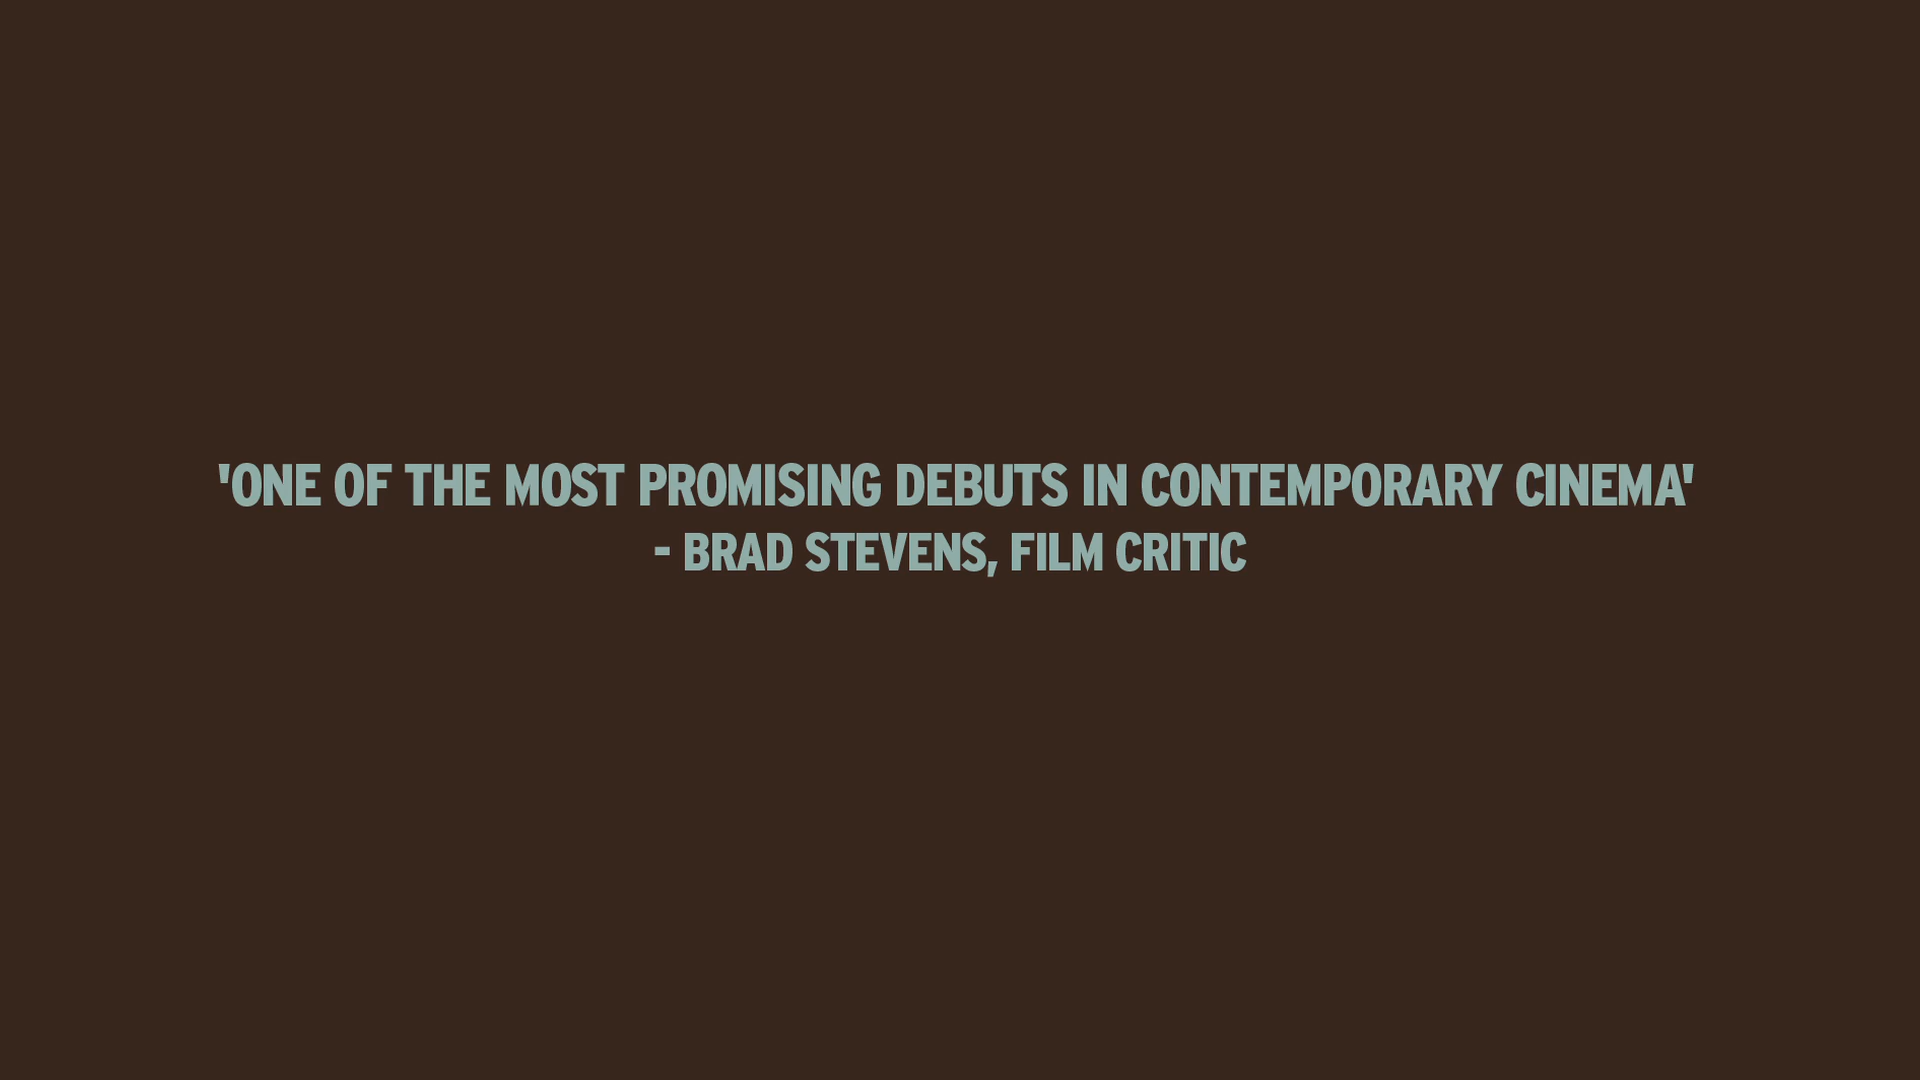 'ONE OF THE MOST PROMISING DEBUTS IN CONTEMPORARY CINEMA'
- BRAD STEVENS, FILM CRITIC